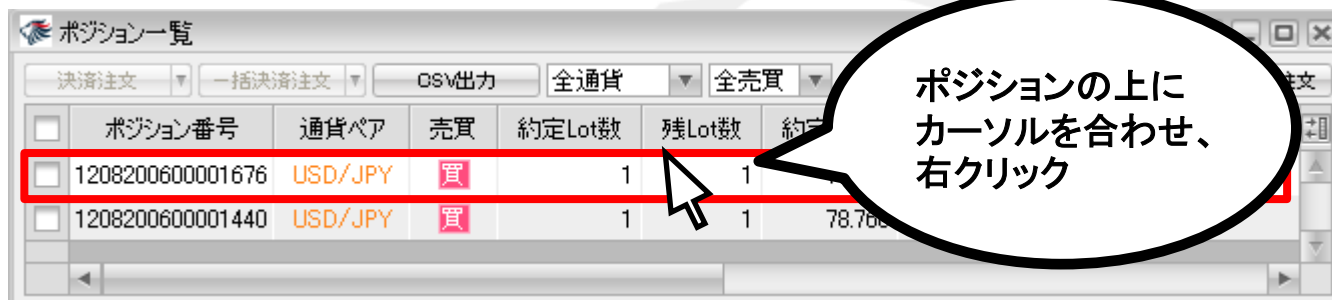 ポジション一覧
決済注文 一括決済注文 CSV出力 全通貨 全売買
ポジション番号 通貨ペア 売買 約定Lot数 残Lot数
1208200600001676 USD/JPY 買 1 1
1208200600001440 USD/JPY 買 1 1
ポジションの上に
カーソルを合わせ、
右クリック